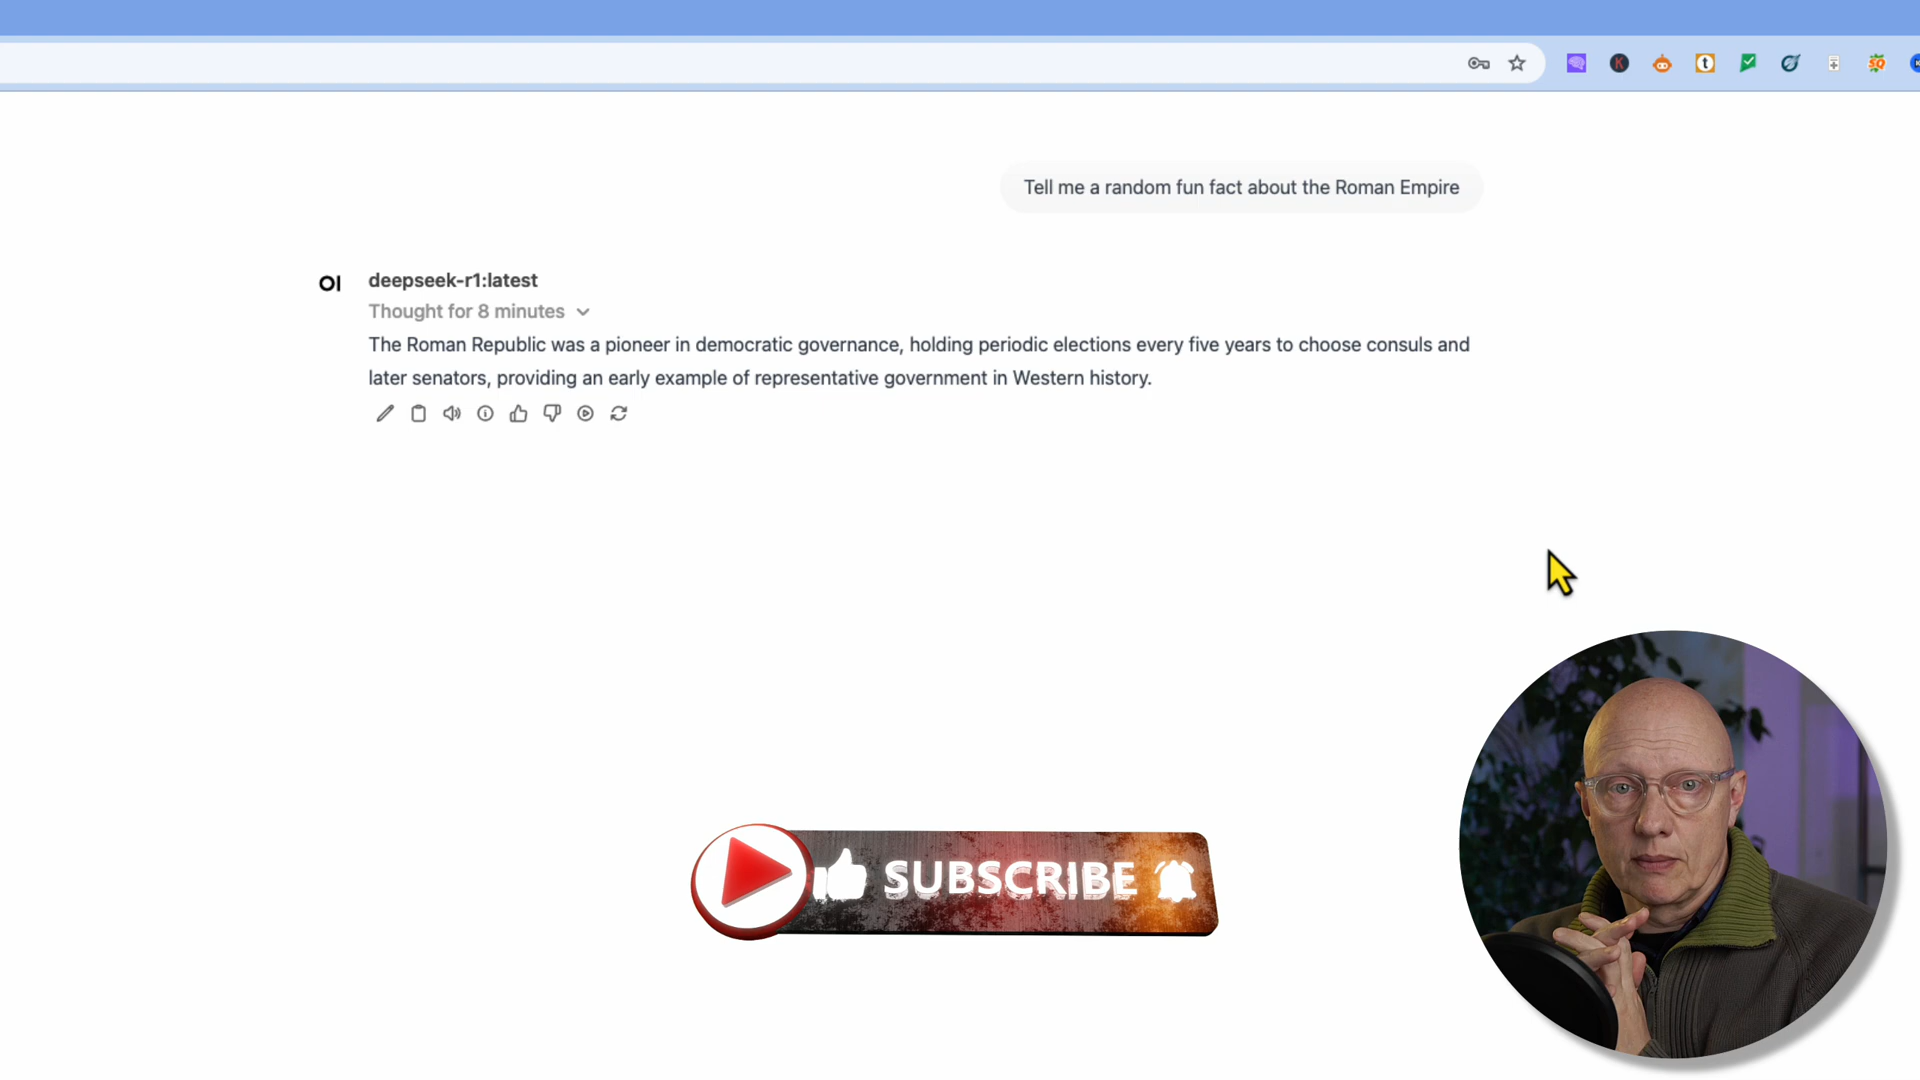 Tell me a random fun fact about the Roman Empire
OI
deepseek-r1:latest
Thought for 8 minutes
The Roman Republic was a pioneer in democratic governance, holding periodic elections every five years to choose consuls and
later senators, providing an early example of representative government in Western history.
SUBSCRIBE
K
t
SQ